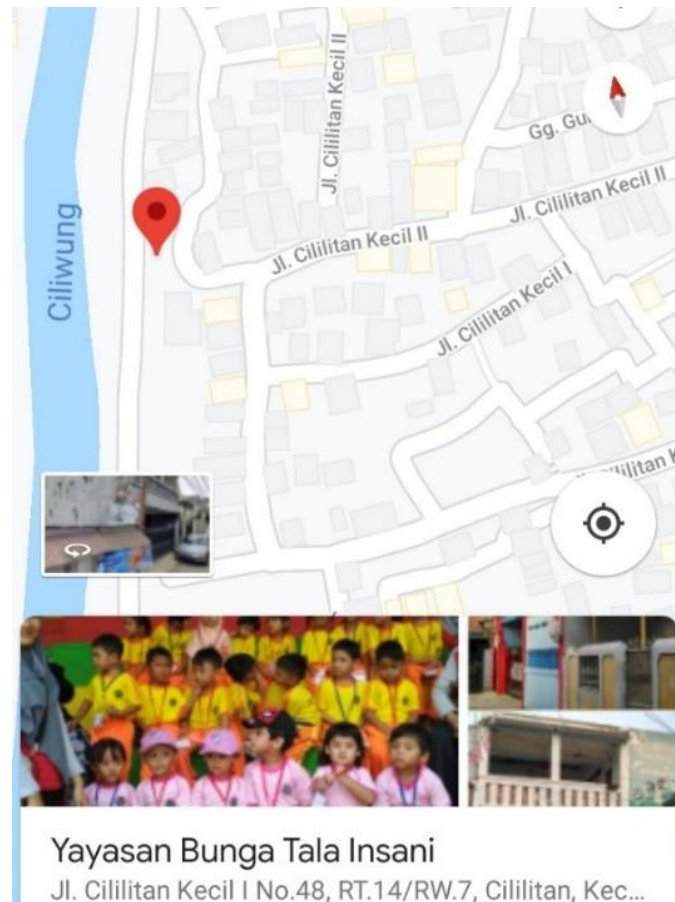 Jl. Cililitan Kecil II
Gg. Gu
Jl. Cililitan Kecil II
Jl. Cililitan Kecil II
Ciliwung
Jl. Cililitan Kecil I
Yayasan Bunga Tala Insani
Jl. Cililitan Kecil I No.48, RT.14/RW.7, Cililitan, Kec...